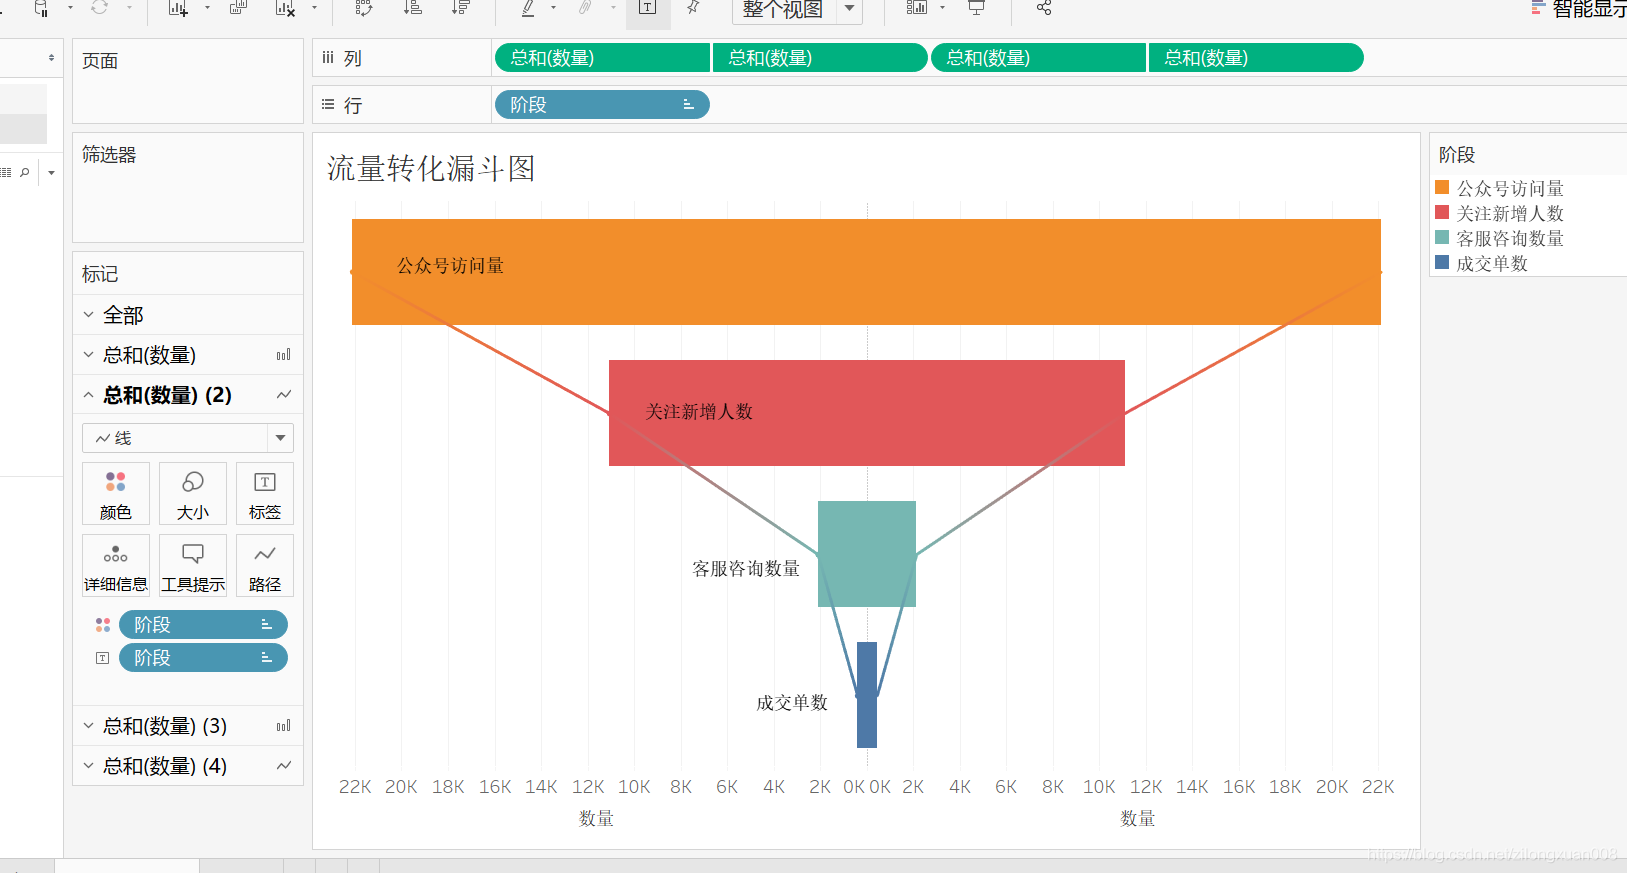 整个视图
智能显示
页面
列
总和(数量)
总和(数量)
总和(数量)
总和(数量)
行
阶段
筛选器
标记
全部
总和(数量)
总和(数量) (2)
线
颜色
大小
标签
详细信息
工具提示
路径
阶段
阶段
总和(数量) (3)
总和(数量) (4)
流量转化漏斗图
公众号访问量
关注新增人数
客服咨询数量
成交单数
22K 20K 18K 16K 14K 12K 10K 8K 6K 4K 2K 0K 0K 2K 4K 6K 8K 10K 12K 14K 16K 18K 20K 22K
数量 数量
阶段
公众号访问量
关注新增人数
客服咨询数量
成交单数
https://blog.csdn.net/zilongxuan008